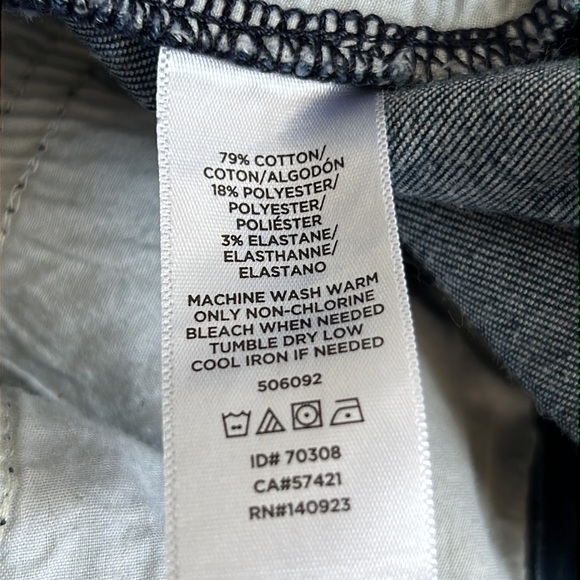 79% COTTON/
COTON/ALGODÓN
18% POLYESTER/
POLYESTER/
POLIÉSTER
3% ELASTANE/
ELASTHANNE/
ELASTANO
MACHINE WASH WARM
ONLY NON-CHLORINE
BLEACH WHEN NEEDED
TUMBLE DRY LOW
COOL IRON IF NEEDED
506092
ID# 70308
CA#57421
RN#140923